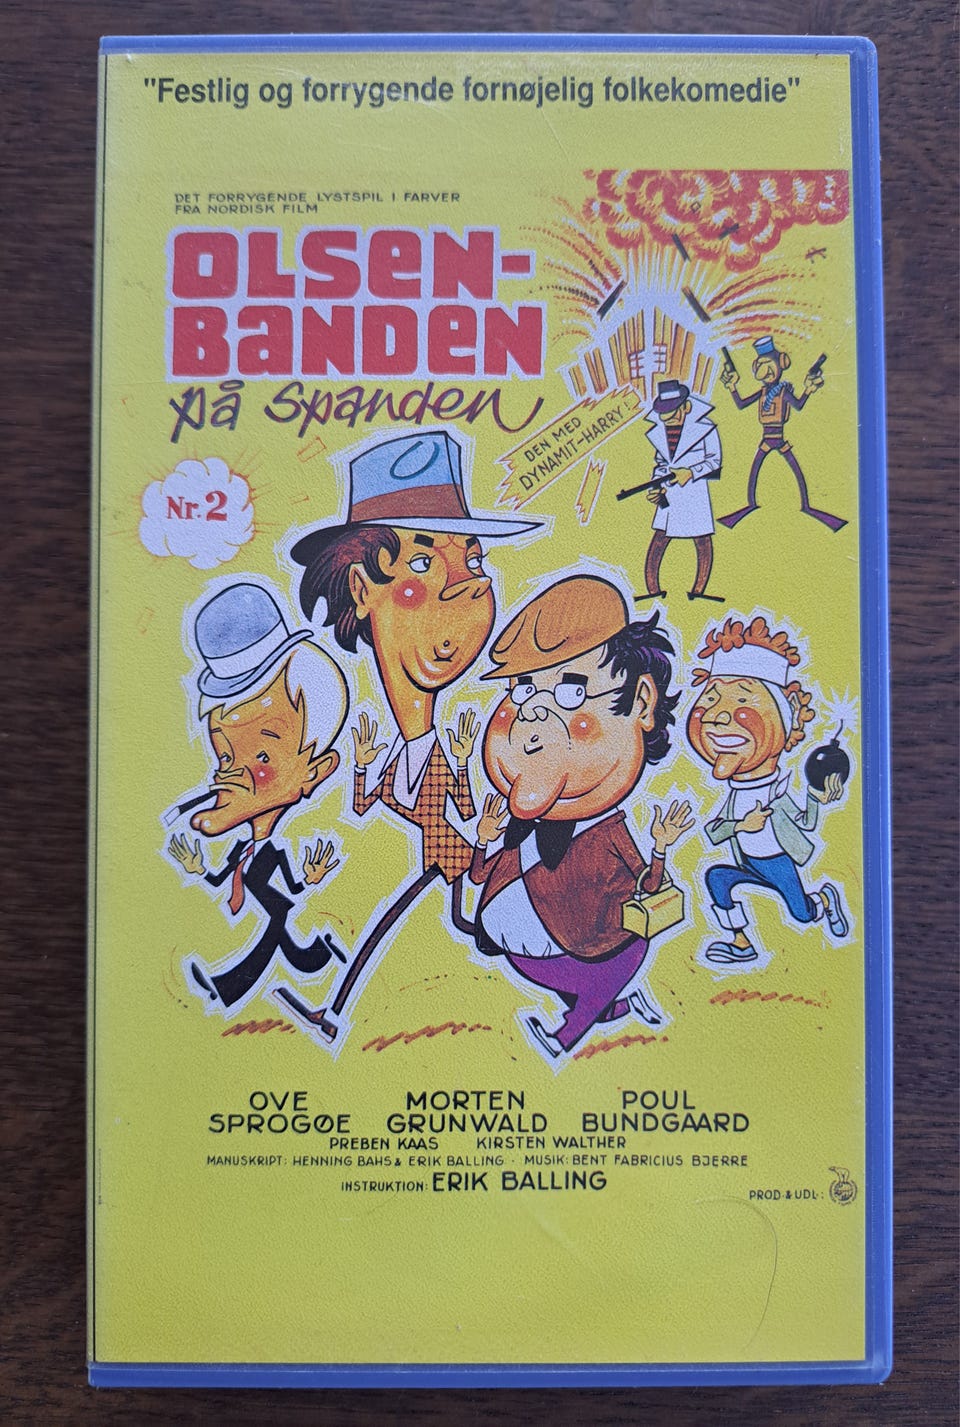 "Festlig og forrygende fornøjelig folkekomedie"
DET FORRYGENDE LYSTSPIL I FARVER
FRA NORDISK FILM
OLSEN-
BANDEN
på spanden
DEN MED
DYNAMIT-HARRY!
Nr. 2
OVE MORTEN POUL
SPROGØE GRUNWALD BUNDGAARD
PREBEN KAAS KIRSTEN WALTHER
MANUSKRIPT: HENNING BAHS & ERIK BALLING · MUSIK: BENT FABRICIUS BJERRE
INSTRUKTION: ERIK BALLING
PROD·&UDL·: